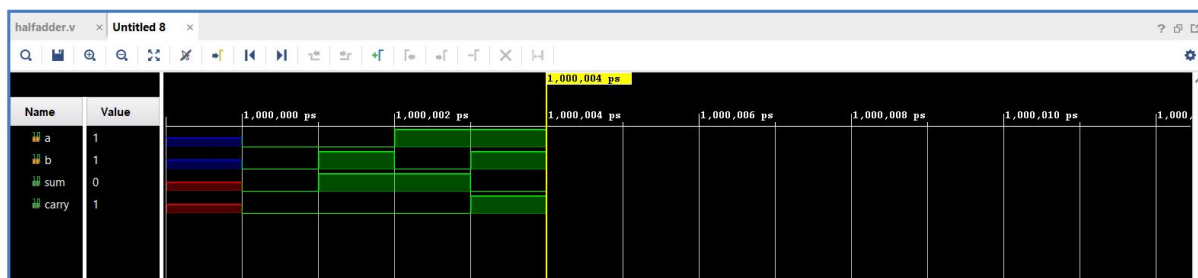 halfadder.v × Untitled 8 ×
1,000,004 ps
Name Value 1,000,000 ps 1,000,002 ps 1,000,004 ps 1,000,006 ps 1,000,008 ps 1,000,010 ps 1,000,
a 1
b 1
sum 0
carry 1